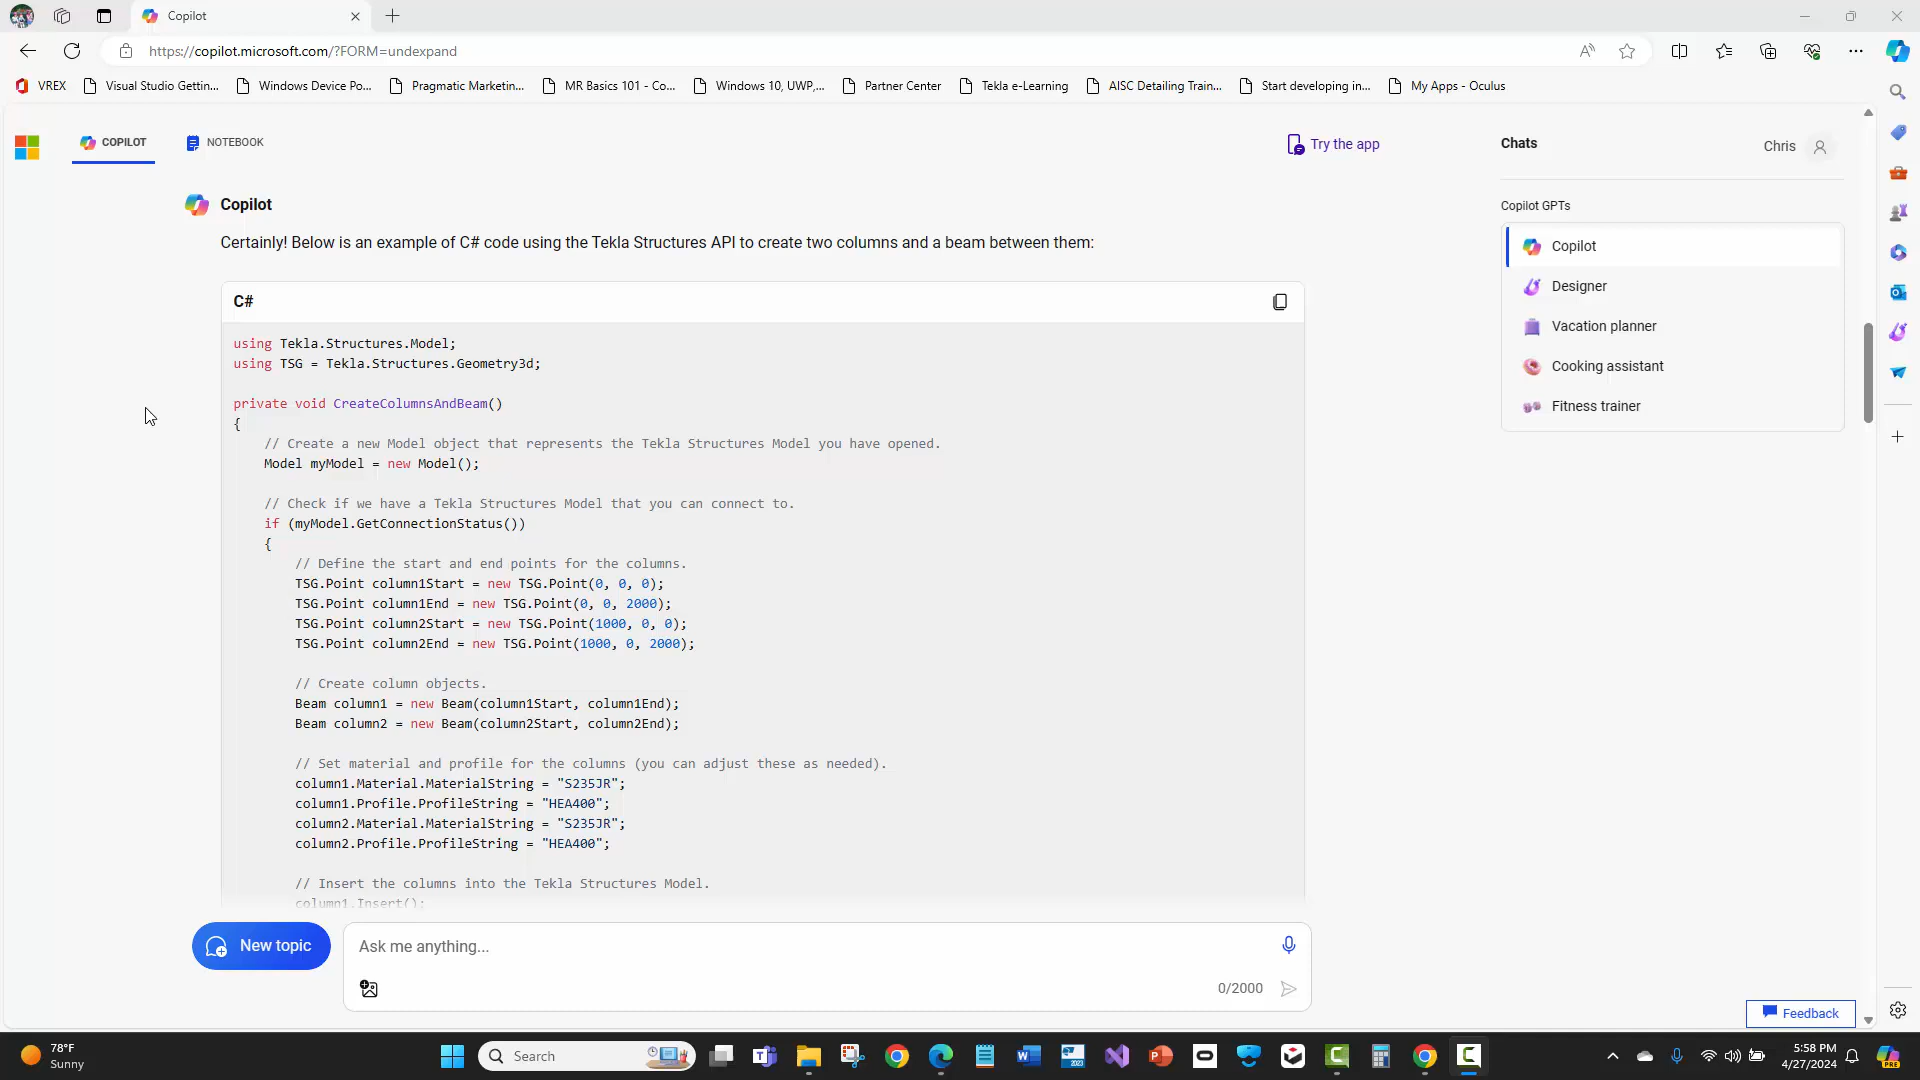 Copilot
https://copilot.microsoft.com/?FORM=undexpand
VREX
Visual Studio Gettin...
Windows Device Po...
Pragmatic Marketin...
MR Basics 101 - Co...
Windows 10, UWP,...
Partner Center
Tekla e-Learning
AISC Detailing Train...
Start developing in...
My Apps - Oculus
COPILOT
NOTEBOOK
Try the app
Chats
Chris
Copilot GPTs
Copilot
Designer
Vacation planner
Cooking assistant
Fitness trainer
Copilot
Certainly! Below is an example of C# code using the Tekla Structures API to create two columns and a beam between them:
C#
using Tekla.Structures.Model;
using TSG = Tekla.Structures.Geometry3d;
private void CreateColumnsAndBeam()
{
// Create a new Model object that represents the Tekla Structures Model you have opened.
Model myModel = new Model();
// Check if we have a Tekla Structures Model that you can connect to.
if (myModel.GetConnectionStatus())
{
// Define the start and end points for the columns.
TSG.Point column1Start = new TSG.Point(0, 0, 0);
TSG.Point column1End = new TSG.Point(0, 0, 2000);
TSG.Point column2Start = new TSG.Point(1000, 0, 0);
TSG.Point column2End = new TSG.Point(1000, 0, 2000);
// Create column objects.
Beam column1 = new Beam(column1Start, column1End);
Beam column2 = new Beam(column2Start, column2End);
// Set material and profile for the columns (you can adjust these as needed).
column1.Material.MaterialString = "S235JR";
column1.Profile.ProfileString = "HEA400";
column2.Material.MaterialString = "S235JR";
column2.Profile.ProfileString = "HEA400";
// Insert the columns into the Tekla Structures Model.
column1.Insert();
New topic
Ask me anything...
0/2000
Feedback
78°F
Sunny
Search
5:58 PM
4/27/2024